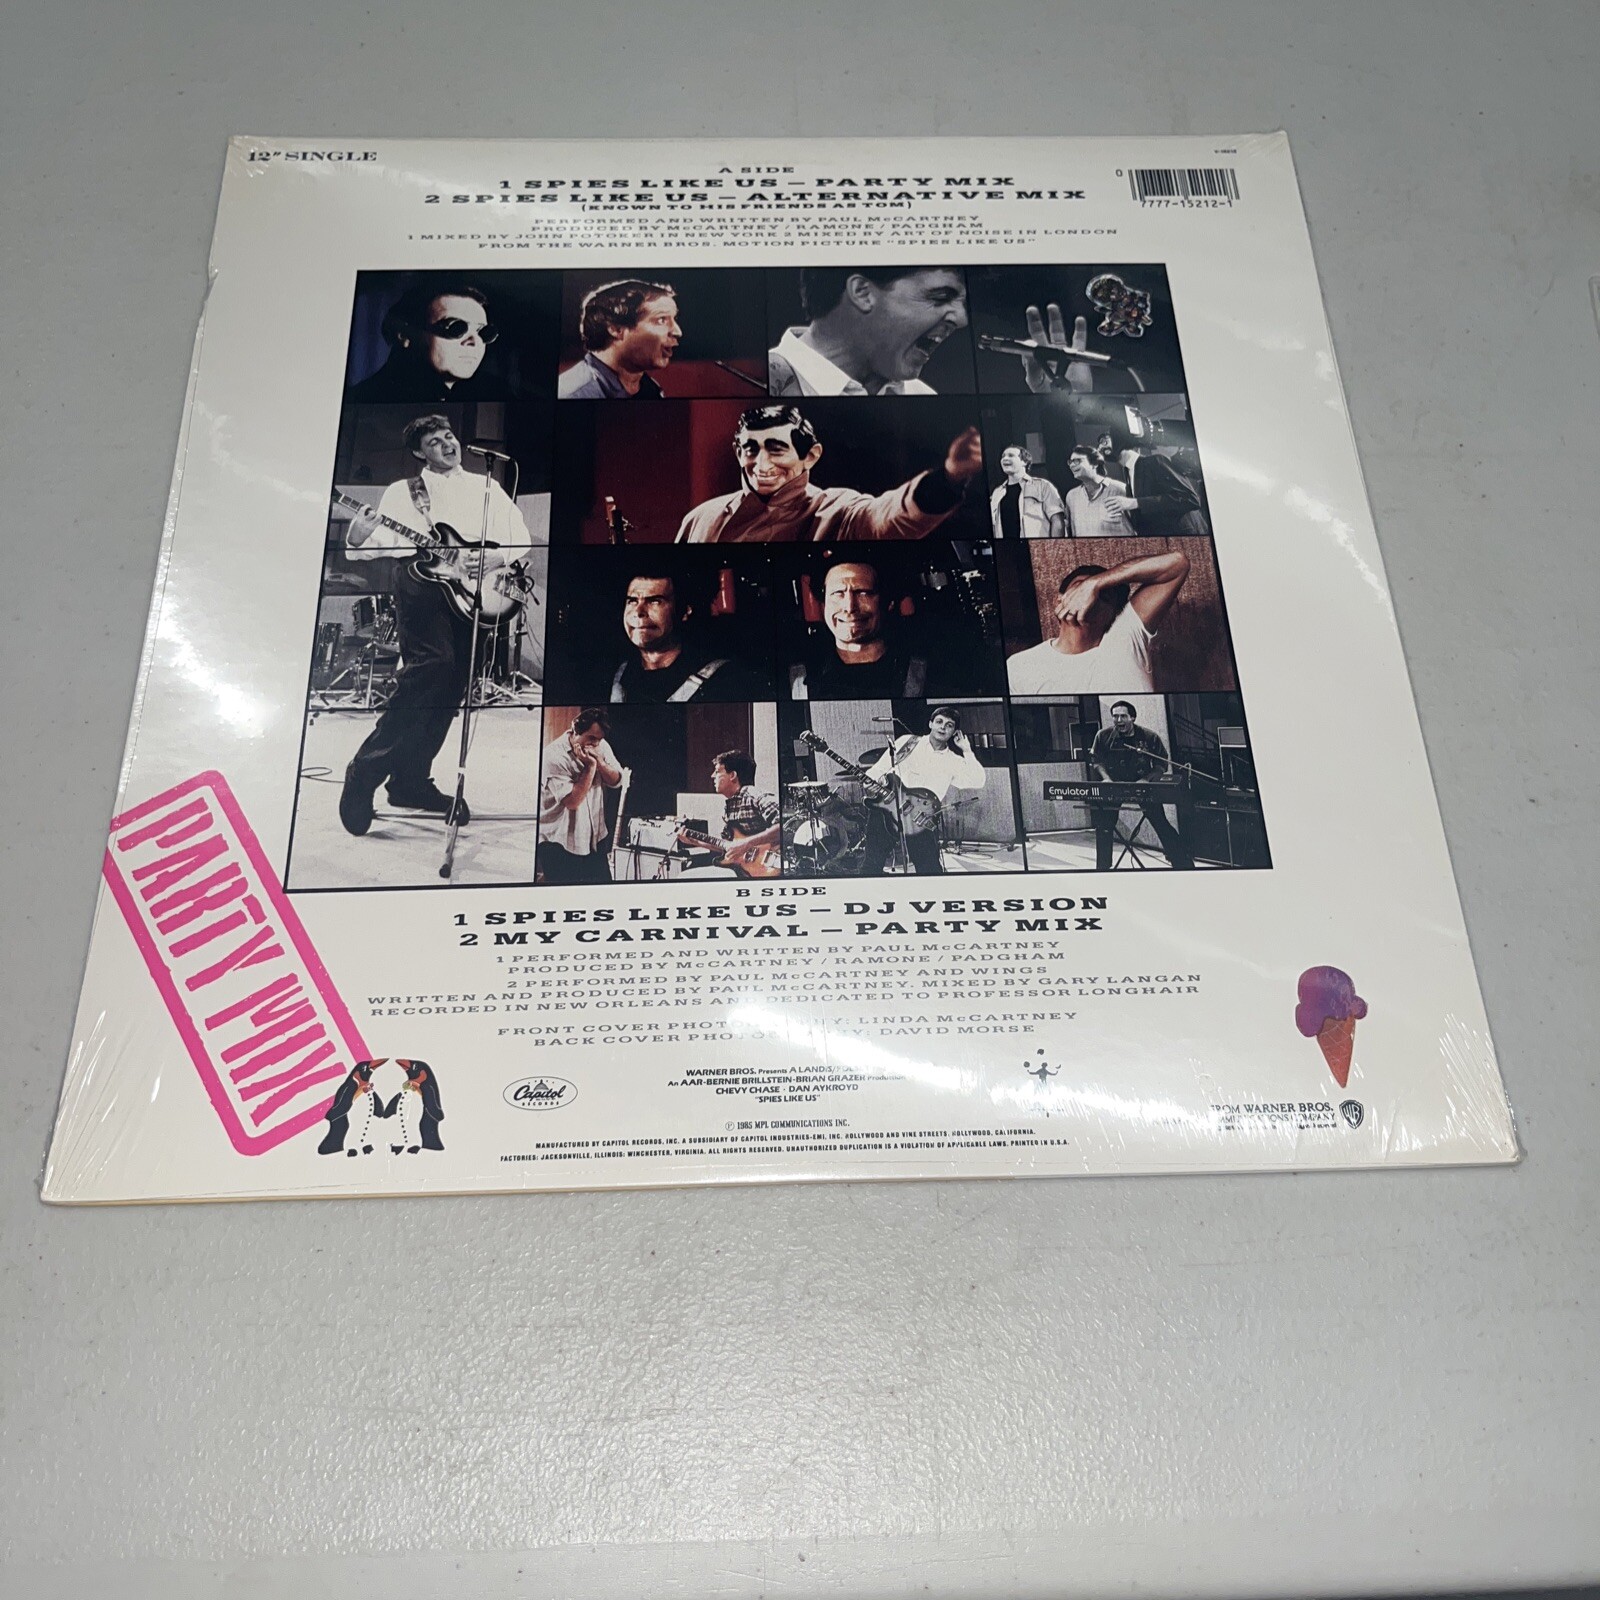 12" SINGLE
A SIDE
1 SPIES LIKE US – PARTY MIX
2 SPIES LIKE US – ALTERNATIVE MIX
(KNOWN TO HIS FRIENDS AS TOM)
PERFORMED AND WRITTEN BY PAUL McCARTNEY
PRODUCED BY McCARTNEY / RAMONE / PADGHAM
1 MIXED BY JOHN POTOKER IN NEW YORK 2 MIXED BY ART OF NOISE IN LONDON
FROM THE WARNER BROS. MOTION PICTURE "SPIES LIKE US"
0 7777-15212-1
Emulator III
PARTY MIX
B SIDE
1 SPIES LIKE US – DJ VERSION
2 MY CARNIVAL – PARTY MIX
1 PERFORMED AND WRITTEN BY PAUL McCARTNEY
PRODUCED BY McCARTNEY / RAMONE / PADGHAM
2 PERFORMED BY PAUL McCARTNEY AND WINGS
WRITTEN AND PRODUCED BY PAUL McCARTNEY. MIXED BY GARY LANGAN
RECORDED IN NEW ORLEANS AND DEDICATED TO PROFESSOR LONGHAIR
FRONT COVER PHOTO BY: LINDA McCARTNEY
BACK COVER PHOTO BY: DAVID MORSE
Capitol
RECORDS
WARNER BROS. Presents A LANDIS/
An AAR-BERNIE BRILLSTEIN-BRIAN GRAZER Production
CHEVY CHASE · DAN AYKROYD
"SPIES LIKE US"
℗ 1985 MPL COMMUNICATIONS INC.
MANUFACTURED BY CAPITOL RECORDS, INC. A SUBSIDIARY OF CAPITOL INDUSTRIES-EMI, INC. HOLLYWOOD AND VINE STREETS, HOLLYWOOD, CALIFORNIA.
FACTORIES: JACKSONVILLE, ILLINOIS: WINCHESTER, VIRGINIA. ALL RIGHTS RESERVED. UNAUTHORIZED DUPLICATION IS A VIOLATION OF APPLICABLE LAWS. PRINTED IN U.S.A.
FROM WARNER BROS.
COMPANY